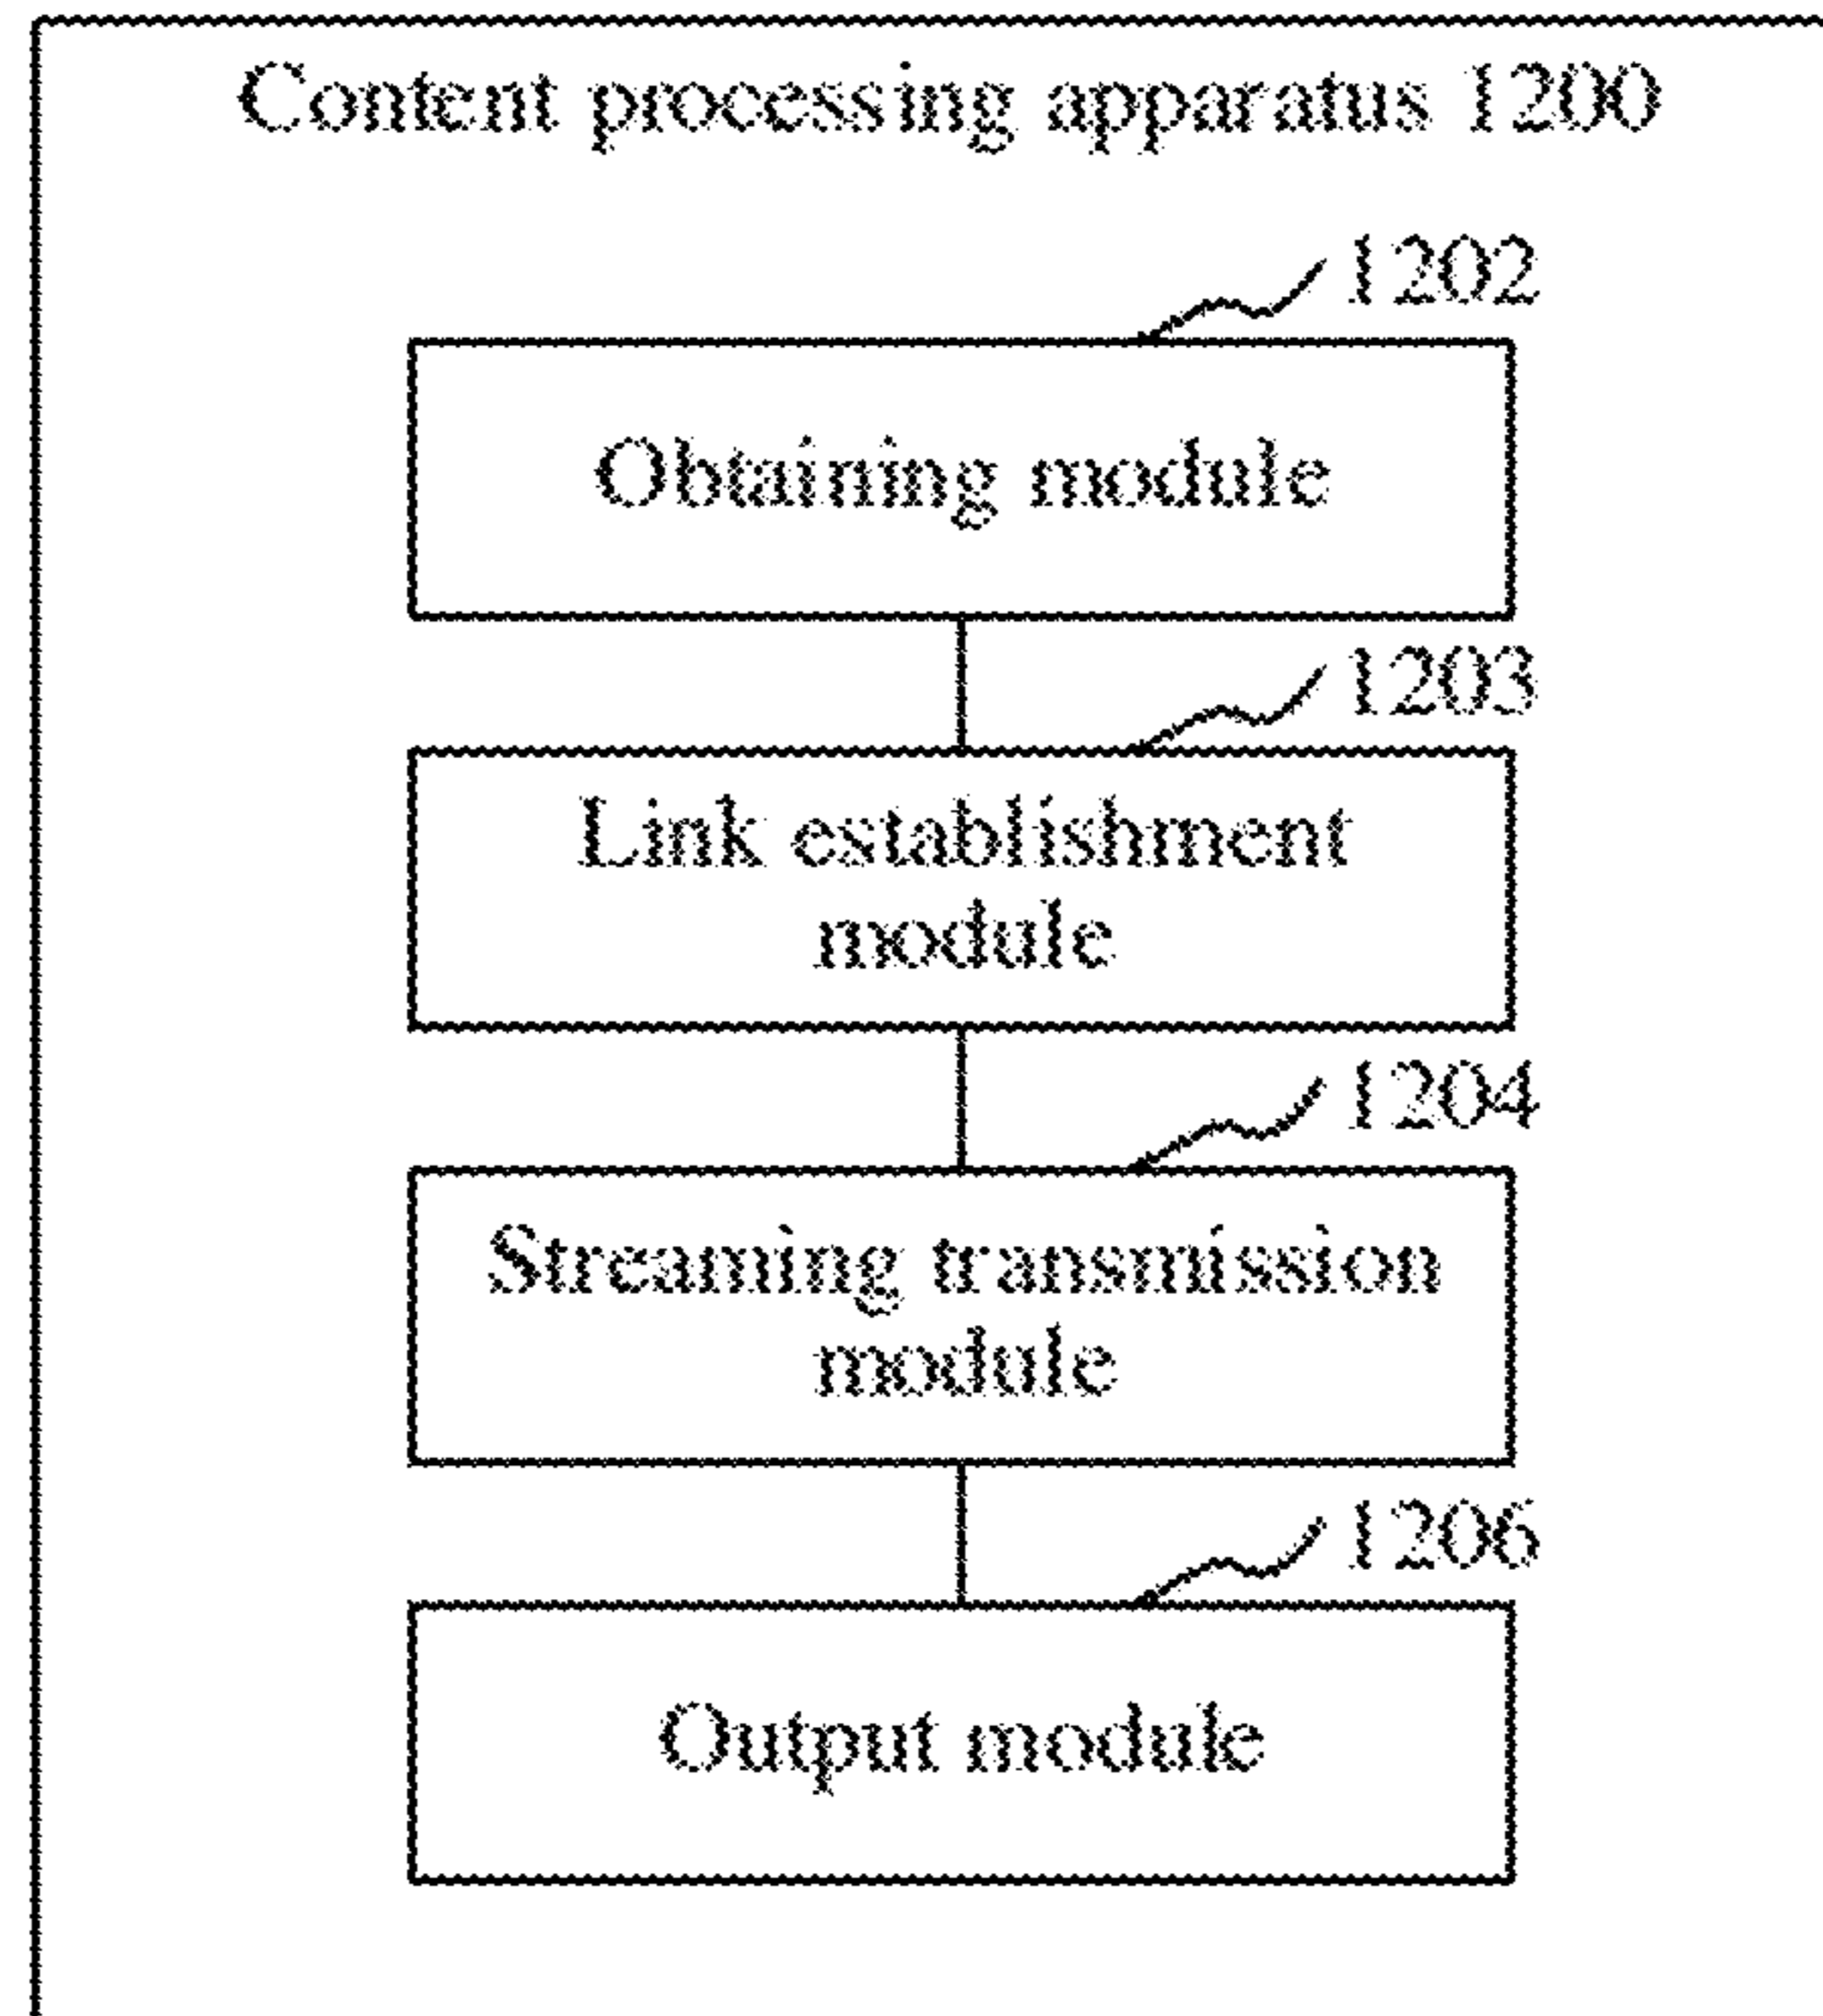 Content processing apparatus 1200
1202
Obtaining module
1203
Link establishment
module
1204
Streaming transmission
module
1206
Output module